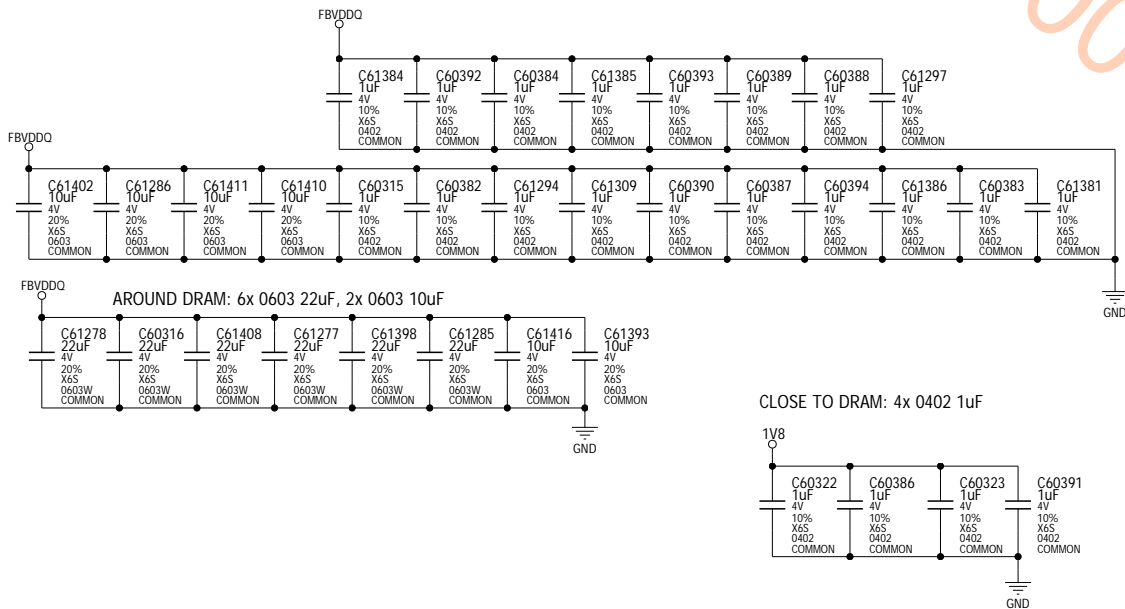 FBVDDQ
C61384
1uF
4V
10%
X6S
0402
COMMON
C60392
1uF
4V
10%
X6S
0402
COMMON
C60384
1uF
4V
10%
X6S
0402
COMMON
C61385
1uF
4V
10%
X6S
0402
COMMON
C60393
1uF
4V
10%
X6S
0402
COMMON
C60389
1uF
4V
10%
X6S
0402
COMMON
C60388
1uF
4V
10%
X6S
0402
COMMON
C61297
1uF
4V
10%
X6S
0402
COMMON
FBVDDQ
C61402
10uF
4V
20%
X6S
0603
COMMON
C61286
10uF
4V
20%
X6S
0603
COMMON
C61411
10uF
4V
20%
X6S
0603
COMMON
C61410
10uF
4V
20%
X6S
0603
COMMON
C60315
1uF
4V
10%
X6S
0402
COMMON
C60382
1uF
4V
10%
X6S
0402
COMMON
C61294
1uF
4V
10%
X6S
0402
COMMON
C61309
1uF
4V
10%
X6S
0402
COMMON
C60390
1uF
4V
10%
X6S
0402
COMMON
C60387
1uF
4V
10%
X6S
0402
COMMON
C60394
1uF
4V
10%
X6S
0402
COMMON
C61386
1uF
4V
10%
X6S
0402
COMMON
C60383
1uF
4V
10%
X6S
0402
COMMON
C61381
1uF
4V
10%
X6S
0402
COMMON
GND
FBVDDQ
AROUND DRAM: 6x 0603 22uF, 2x 0603 10uF
C61278
22uF
4V
20%
X6S
0603W
COMMON
C60316
22uF
4V
20%
X6S
0603W
COMMON
C61408
22uF
4V
20%
X6S
0603W
COMMON
C61277
22uF
4V
20%
X6S
0603W
COMMON
C61398
22uF
4V
20%
X6S
0603W
COMMON
C61285
22uF
4V
20%
X6S
0603W
COMMON
C61416
10uF
4V
20%
X6S
0603
COMMON
C61393
10uF
4V
20%
X6S
0603
COMMON
GND
CLOSE TO DRAM: 4x 0402 1uF
1V8
C60322
1uF
4V
10%
X6S
0402
COMMON
C60386
1uF
4V
10%
X6S
0402
COMMON
C60323
1uF
4V
10%
X6S
0402
COMMON
C60391
1uF
4V
10%
X6S
0402
COMMON
GND